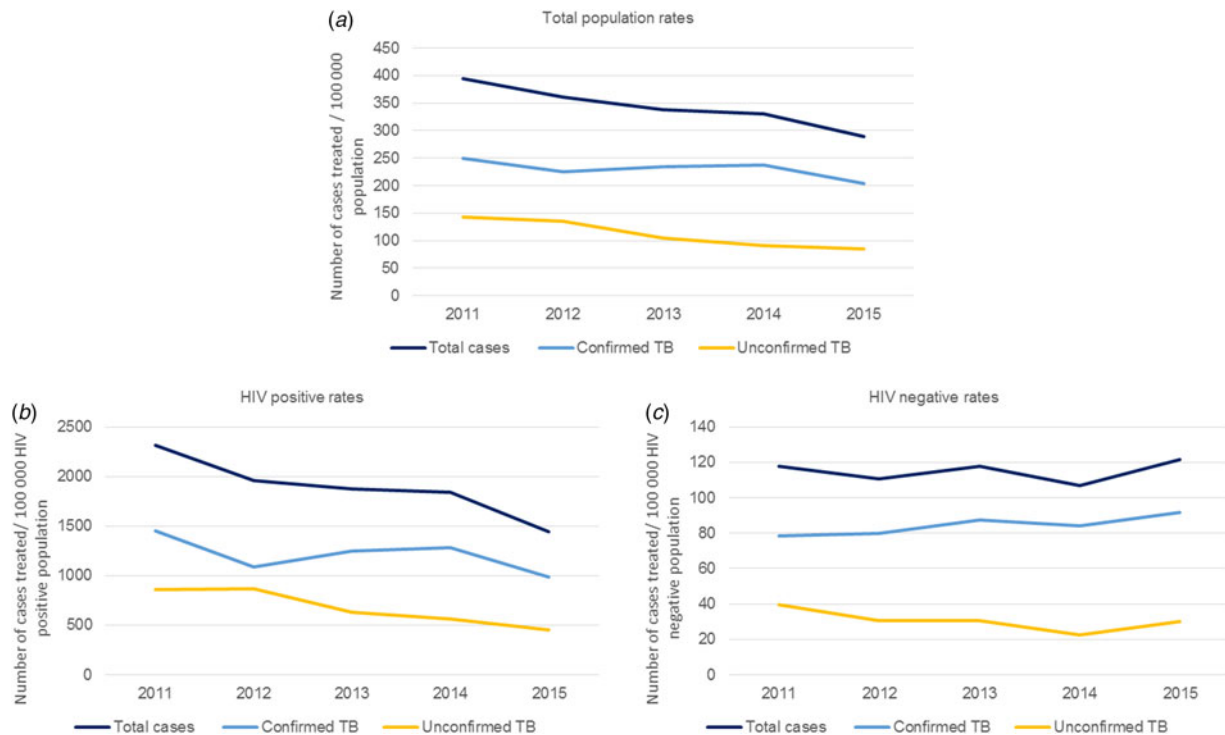 (a)
Total population rates
Number of cases treated / 100 000
population
450
400
350
300
250
200
150
100
50
0
2011 2012 2013 2014 2015
Total cases Confirmed TB Unconfirmed TB
(b)
HIV positive rates
Number of cases treated/ 100 000 HIV
positive population
2500
2000
1500
1000
500
0
2011 2012 2013 2014 2015
Total cases Confirmed TB Unconfirmed TB
(c)
HIV negative rates
Number of cases treated/ 100 000 HIV
negative population
140
120
100
80
60
40
20
0
2011 2012 2013 2014 2015
Total cases Confirmed TB Unconfirmed TB